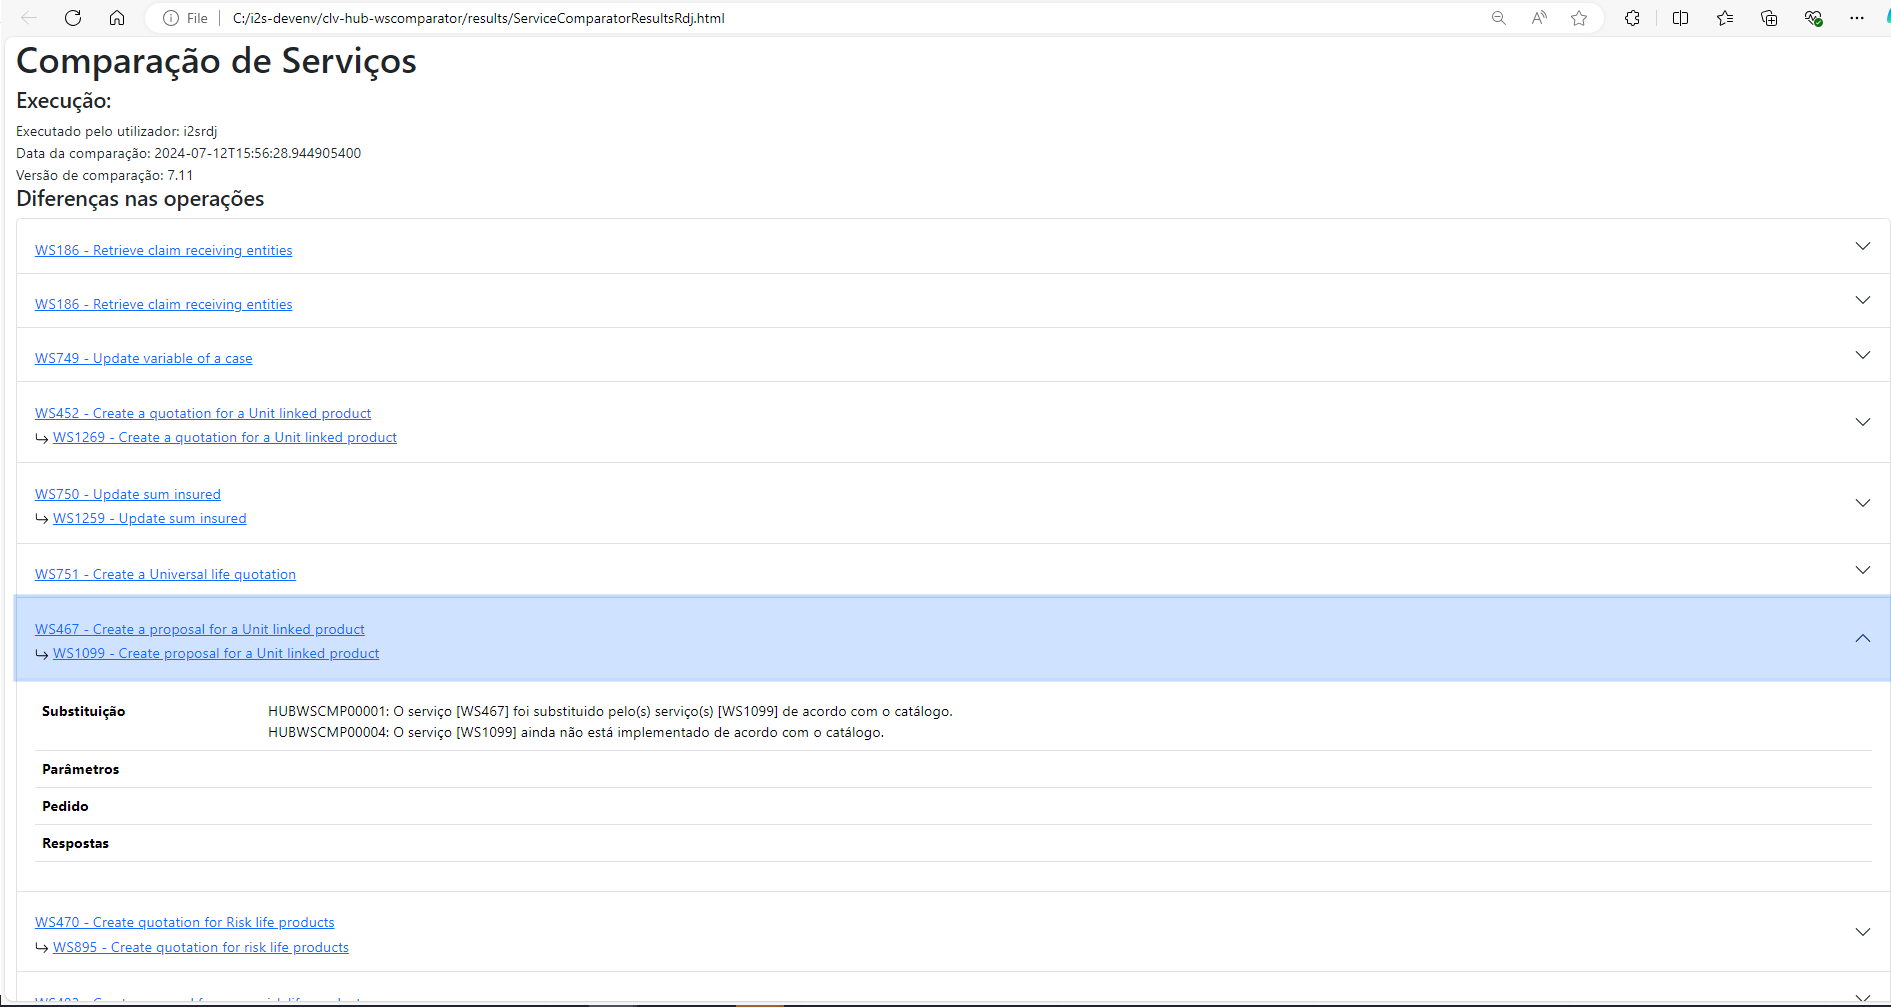 File
C:/i2s-devenv/clv-hub-wscomparator/results/ServiceComparatorResultsRdj.html
Comparação de Serviços
Execução:
Executado pelo utilizador: i2srdj
Data da comparação: 2024-07-12T15:56:28.944905400
Versão de comparação: 7.11
Diferenças nas operações
WS186 - Retrieve claim receiving entities
WS186 - Retrieve claim receiving entities
WS749 - Update variable of a case
WS452 - Create a quotation for a Unit linked product
WS1269 - Create a quotation for a Unit linked product
WS750 - Update sum insured
WS1259 - Update sum insured
WS751 - Create a Universal life quotation
WS467 - Create a proposal for a Unit linked product
WS1099 - Create proposal for a Unit linked product
Substituição HUBWSCMP00001: O serviço [WS467] foi substituido pelo(s) serviço(s) [WS1099] de acordo com o catálogo.
HUBWSCMP00004: O serviço [WS1099] ainda não está implementado de acordo com o catálogo.
Parâmetros
Pedido
Respostas
WS470 - Create quotation for Risk life products
WS895 - Create quotation for risk life products